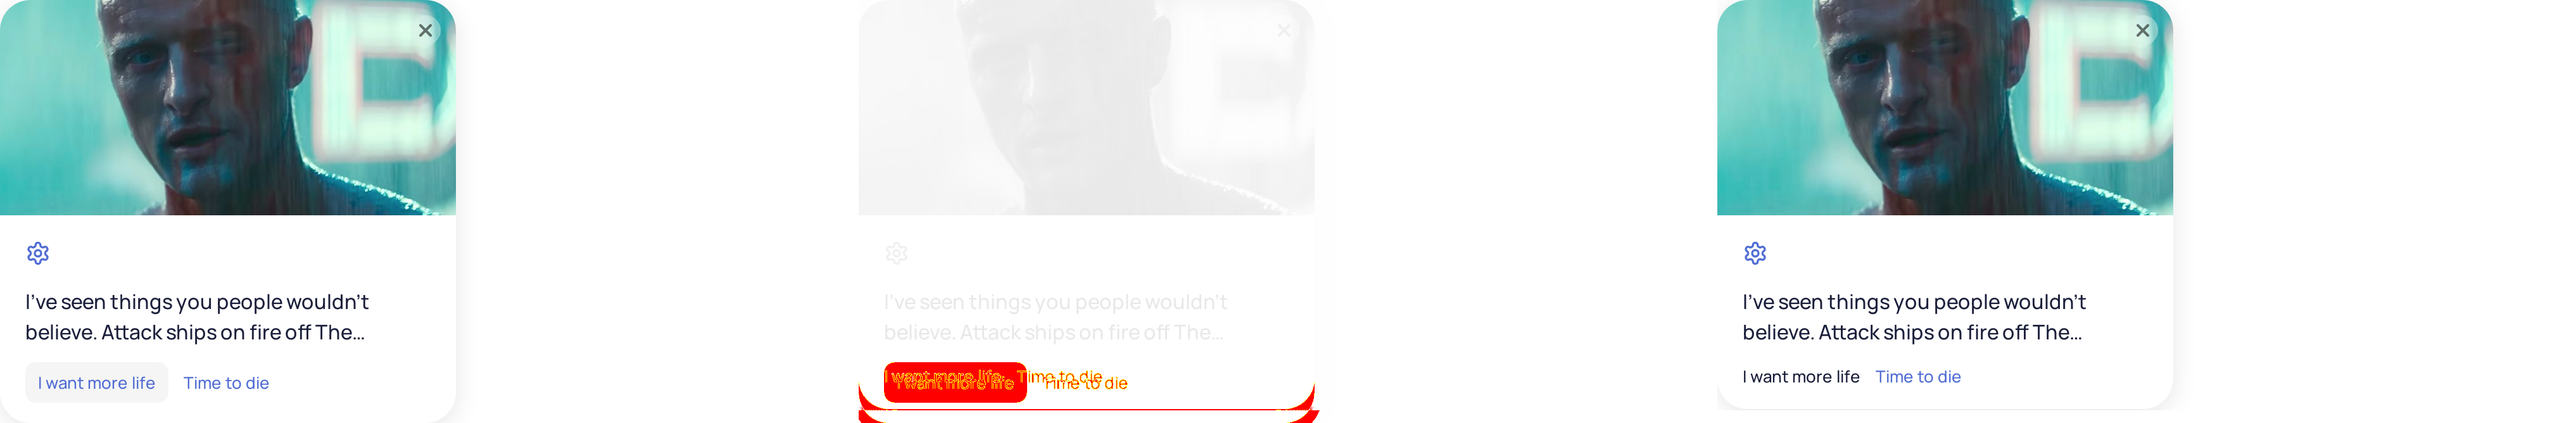 I've seen things you people wouldn't
believe. Attack ships on fire off The...
I want more life Time to die
I've seen things you people wouldn't
believe. Attack ships on fire off The...
I want more life Time to die
I want more life Time to die
I've seen things you people wouldn't
believe. Attack ships on fire off The...
I want more life Time to die